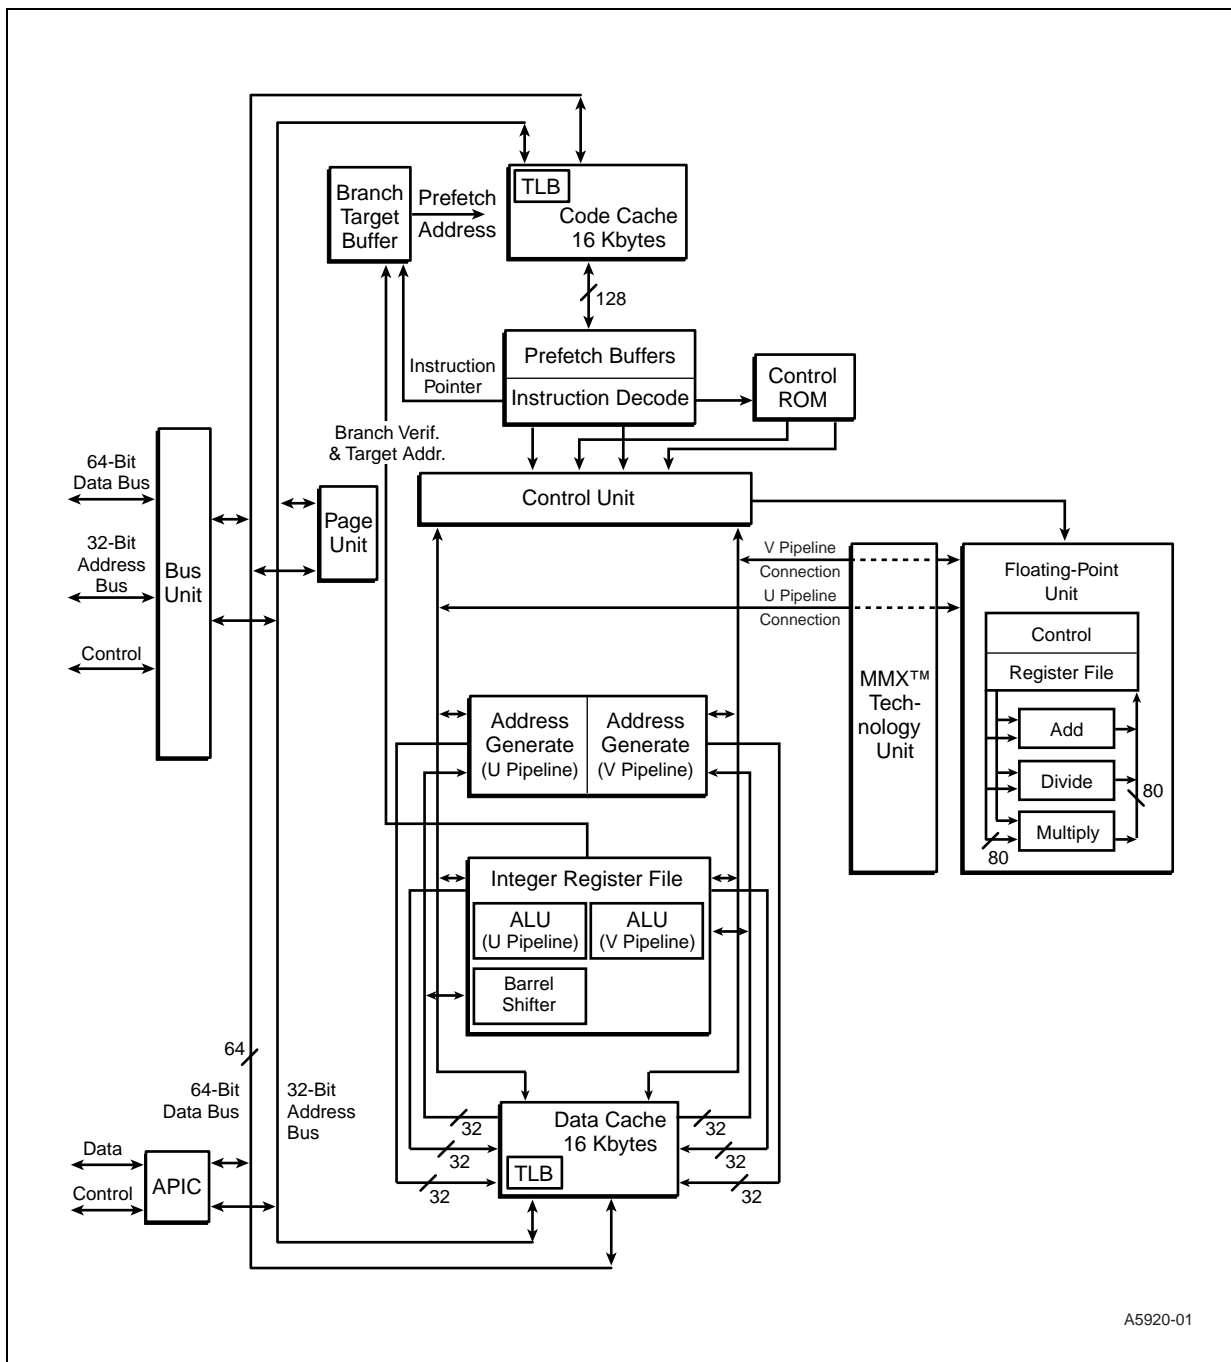 TLB
Code Cache
16 Kbytes
Branch
Target
Buffer
Prefetch
Address
128
Prefetch Buffers
Instruction Decode
Instruction
Pointer
Control
ROM
Branch Verif.
& Target Addr.
Control Unit
64-Bit
Data Bus
32-Bit
Address
Bus
Control
Bus
Unit
Page
Unit
V Pipeline
Connection
U Pipeline
Connection
MMX™
Tech-
nology
Unit
Floating-Point
Unit
Control
Register File
Add
Divide
Multiply
80
80
Address
Generate
(U Pipeline)
Address
Generate
(V Pipeline)
Integer Register File
ALU
(U Pipeline)
ALU
(V Pipeline)
Barrel
Shifter
64
64-Bit
Data Bus
32-Bit
Address
Bus
Data
Control
APIC
Data Cache
16 Kbytes
TLB
32
32
32
32
32
32
A5920-01